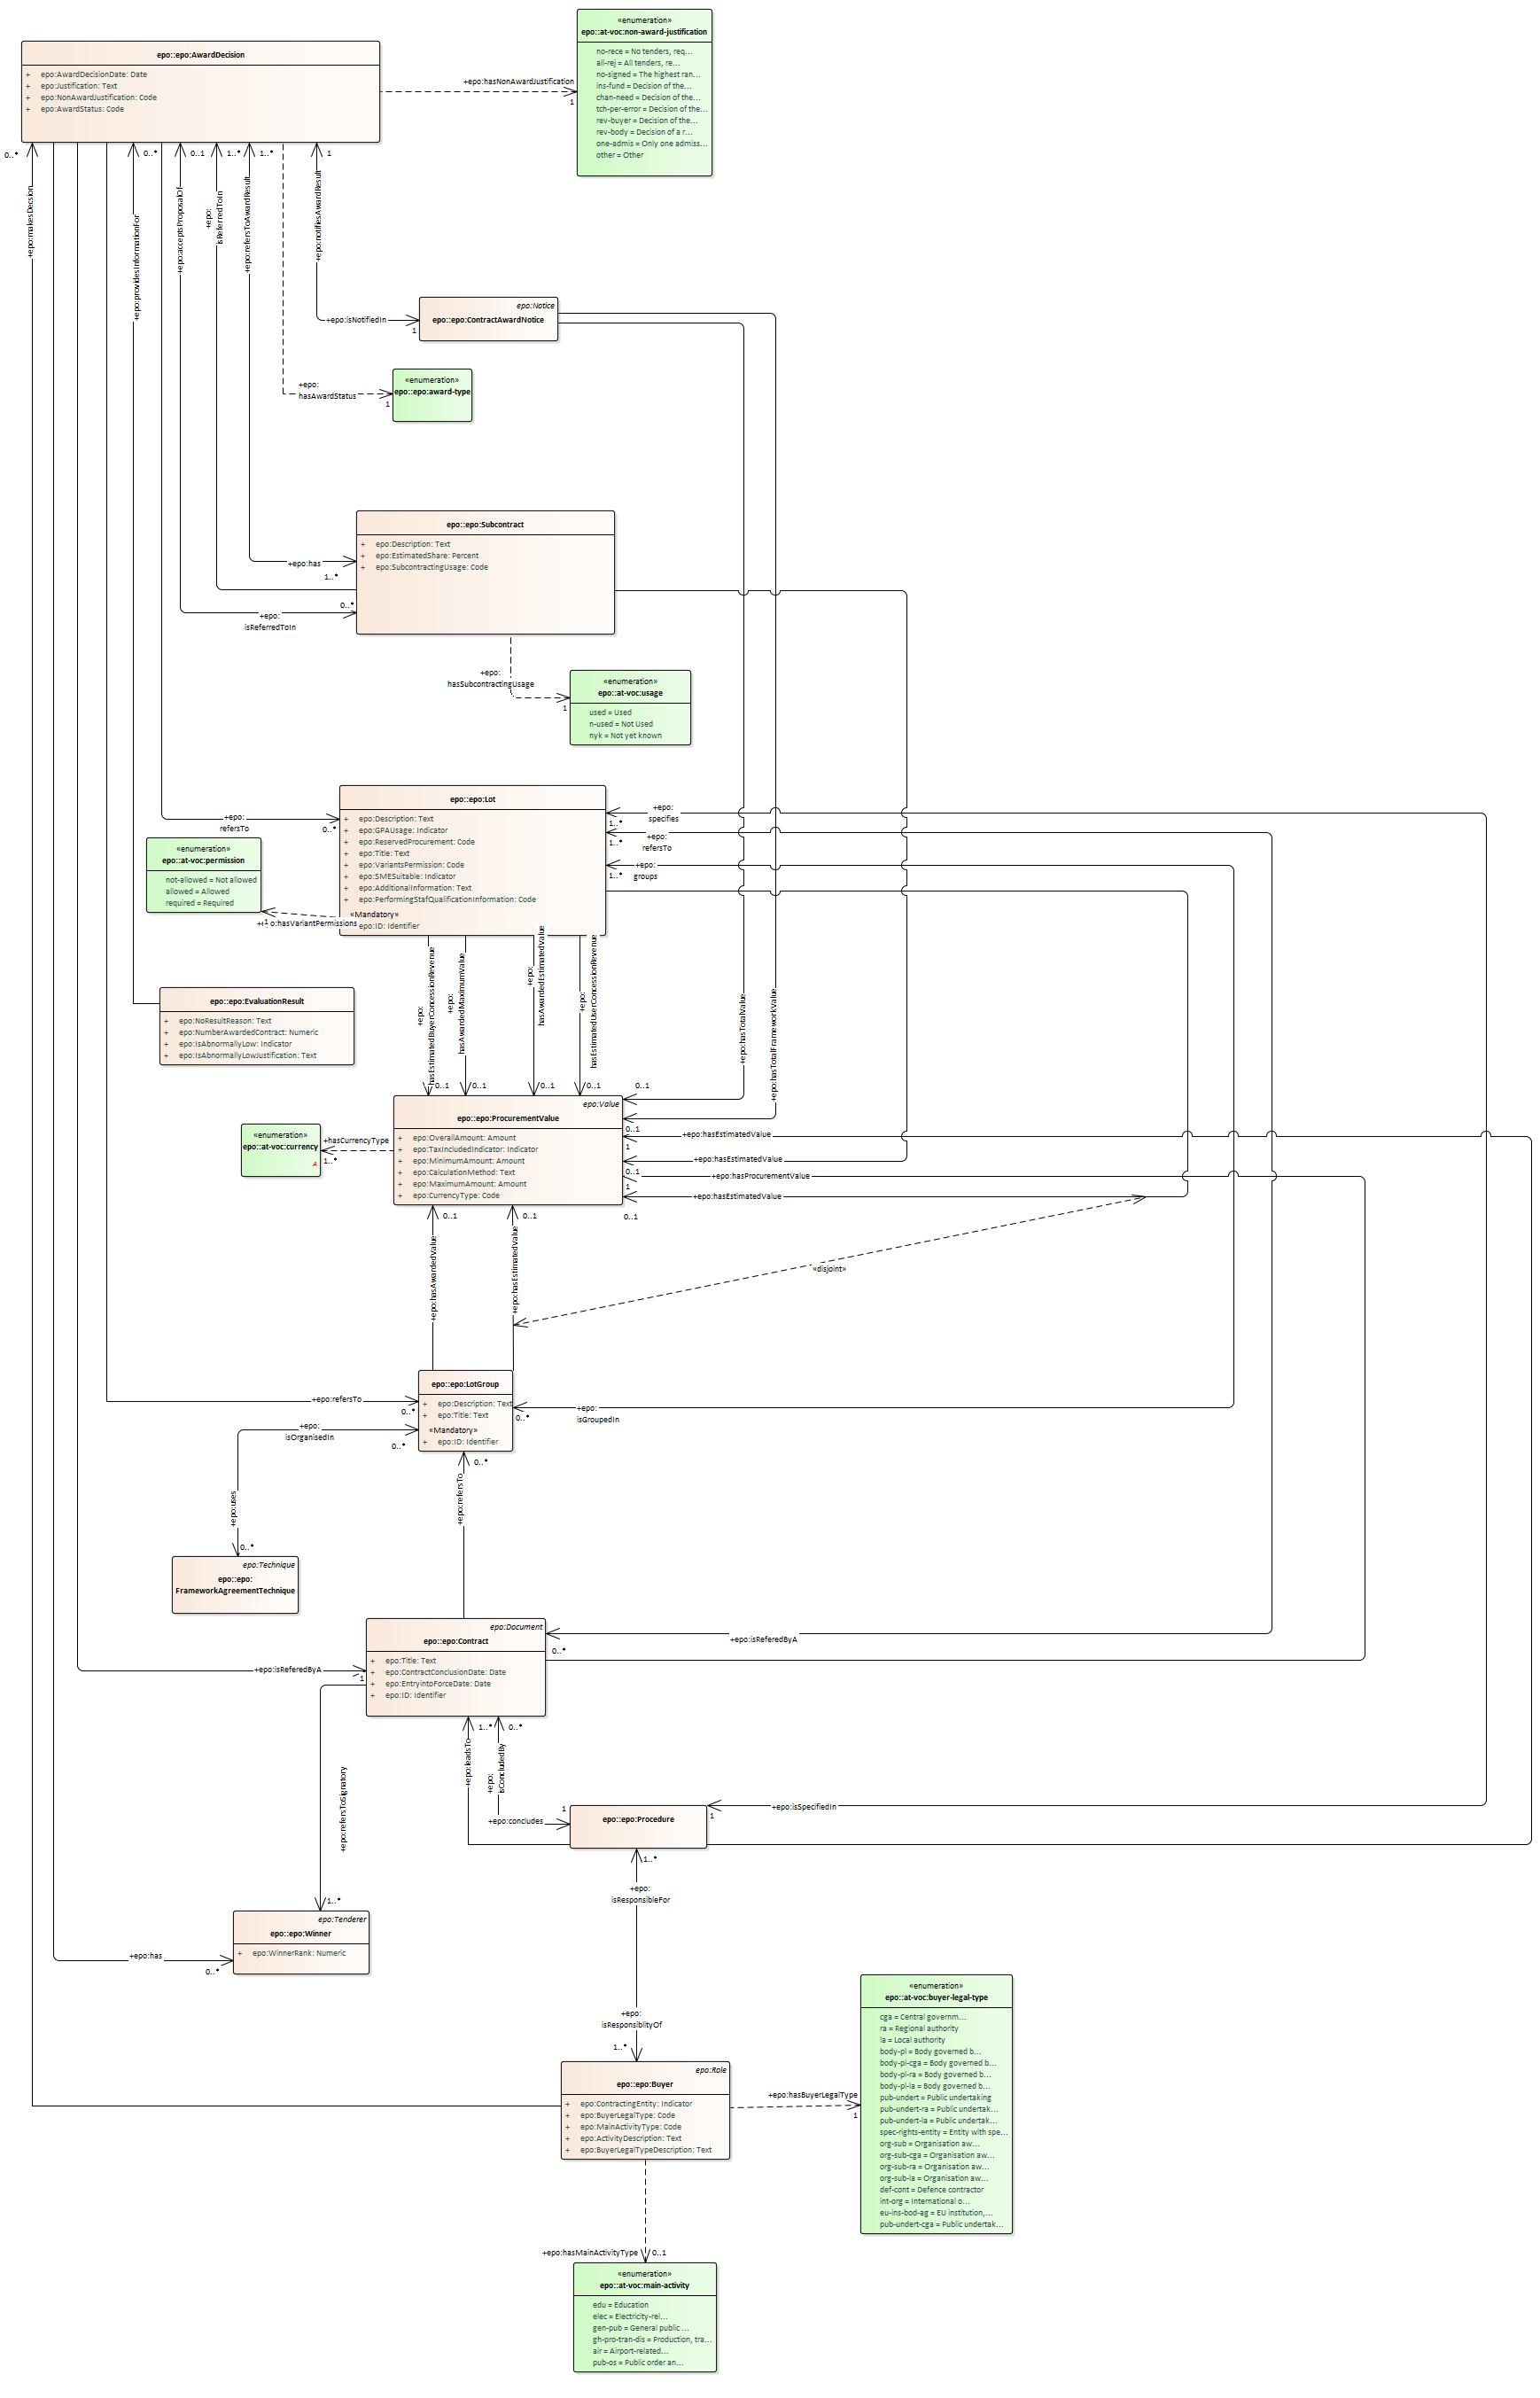 «enumeration»
epo::at-voc:non-award-justification
no-rece = No tenders, req...
all-rej = All tenders, re...
no-signed = The highest ran...
ins-fund = Decision of the...
chan-need = Decision of the...
tch-per-error = Decision of the...
rev-buyer = Decision of the...
rev-body = Decision of a r...
one-admis = Only one admiss...
other = Other
epo::epo:AwardDecision
+ epo:AwardDecisionDate: Date
+ epo:Justification: Text
+ epo:NonAwardJustification: Code
+ epo:AwardStatus: Code
+epo:hasNonAwardJustification
1
0..*
0..*
0..1
1..*
1..*
1
+epo:makesDecsion
+epo:providesInformationFor
+epo:acceptsProposalOf
+epo:
isReferredToIn
+epo:refersToAwardResult
+epo:notifiesAwardResult
+epo:isNotifiedIn
1
epo:Notice
epo::epo:ContractAwardNotice
«enumeration»
epo::epo:award-type
+epo:
hasAwardStatus
1
epo::epo:Subcontract
+ epo:Description: Text
+ epo:EstimatedShare: Percent
+ epo:SubcontractingUsage: Code
+epo:has
1..*
0..*
+epo:
isReferredToIn
+epo:
hasSubcontractingUsage
1
«enumeration»
epo::at-voc:usage
used = Used
n-used = Not Used
nyk = Not yet known
epo::epo:Lot
+ epo:Description: Text
+ epo:GPAUsage: Indicator
+ epo:ReservedProcurement: Code
+ epo:Title: Text
+ epo:VariantsPermission: Code
+ epo:SMESuitable: Indicator
+ epo:AdditionalInformation: Text
+ epo:PerformingStafQualificationInformation: Code
«Mandatory»
epo:ID: Identifier
+epo:
refersTo
0..*
+epo:
specifies
1..*
+epo:
refersTo
1..*
+epo:
groups
1..*
«enumeration»
epo::at-voc:permission
not-allowed = Not allowed
allowed = Allowed
required = Required
1
o:hasVariantPermissions
epo::epo:EvaluationResult
+ epo:NoResultReason: Text
+ epo:NumberAwardedContract: Numeric
+ epo:IsAbnormallyLow: Indicator
+ epo:IsAbnormallyLowJustification: Text
+epo:
hasEstimatedBuyerConcessionRevenue
0..1
+epo:
hasAwardedMaximumValue
0..1
+epo:
hasAwardedEstimatedValue
0..1
+epo:
hasEstimatedUserConcessionRevenue
0..1
+epo:hasTotalValue
0..1
+epo:hasTotalFrameworkValue
0..1
epo:Value
epo::epo:ProcurementValue
+ epo:OverallAmount: Amount
+ epo:TaxIncludedIndicator: Indicator
+ epo:MinimumAmount: Amount
+ epo:CalculationMethod: Text
+ epo:MaximumAmount: Amount
+ epo:CurrencyType: Code
«enumeration»
epo::at-voc:currency
A
+hasCurrencyType
1..*
+epo:hasEstimatedValue
1
+epo:hasEstimatedValue
0..1
+epo:hasProcurementValue
1
+epo:hasEstimatedValue
0..1
0..1
0..1
+epo:hasAwardedValue
+epo:hasEstimatedValue
«disjoint»
epo::epo:LotGroup
+ epo:Description: Text
+ epo:Title: Text
«Mandatory»
+ epo:ID: Identifier
+epo:refersTo
0..*
+epo:
isOrganisedIn
0..*
+epo:
isGroupedIn
0..*
+epo:uses
0..*
0..*
+epo:refersTo
epo:Technique
epo::epo:
FrameworkAgreementTechnique
epo:Document
epo::epo:Contract
+ epo:Title: Text
+ epo:ContractConclusionDate: Date
+ epo:EntryintoForceDate: Date
+ epo:ID: Identifier
+epo:isReferedByA
0..*
+epo:isReferedByA
1
1..*
0..*
+epo:leadsTo
+epo:
isConcludedBy
+epo:refersToSignatory
1..*
+epo:concludes
1
epo::epo:Procedure
+epo:isSpecifiedIn
1
1..*
+epo:
isResponsibleFor
epo:Tenderer
epo::epo:Winner
+ epo:WinnerRank: Numeric
+epo:has
0..*
+epo:
isResponsiblityOf
1..*
epo:Role
epo::epo:Buyer
+ epo:ContractingEntity: Indicator
+ epo:BuyerLegalType: Code
+ epo:MainActivityType: Code
+ epo:ActivityDescription: Text
+ epo:BuyerLegalTypeDescription: Text
+epo:hasBuyerLegalType
1
«enumeration»
epo::at-voc:buyer-legal-type
cga = Central governm...
ra = Regional authority
la = Local authority
body-pl = Body governed b...
body-pl-cga = Body governed b...
body-pl-ra = Body governed b...
body-pl-la = Body governed b...
pub-undert = Public undertaking
pub-undert-ra = Public undertak...
pub-undert-la = Public undertak...
spec-rights-entity = Entity with spe...
org-sub = Organisation aw...
org-sub-cga = Organisation aw...
org-sub-ra = Organisation aw...
org-sub-la = Organisation aw...
def-cont = Defence contractor
int-org = International o...
eu-ins-bod-ag = EU institution,...
pub-undert-cga = Public undertak...
+epo:hasMainActivityType
0..1
«enumeration»
epo::at-voc:main-activity
edu = Education
elec = Electricity-rel...
gen-pub = General public ...
gh-pro-tran-dis = Production, tra...
air = Airport-related...
pub-os = Public order an...